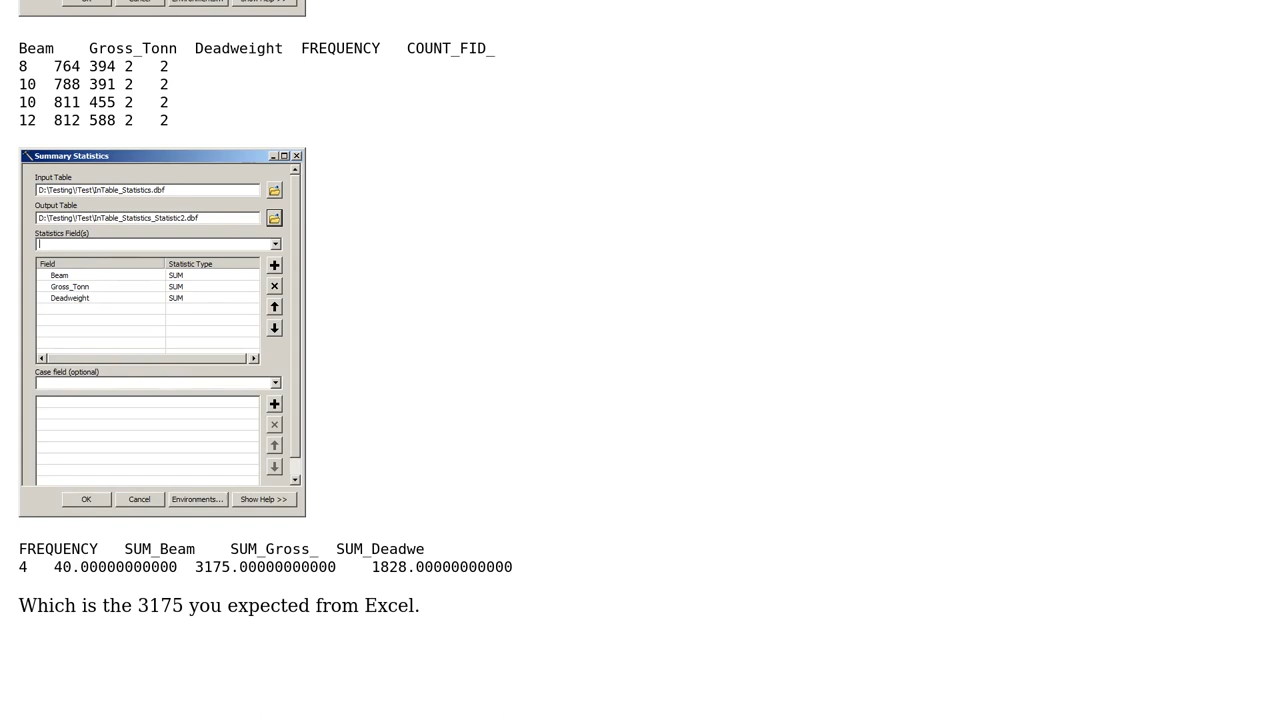 Beam    Gross_Tonn  Deadweight  FREQUENCY   COUNT_FID_
8   764 394 2   2
10  788 391 2   2
10  811 455 2   2
12  812 588 2   2
Summary Statistics
Input Table
D:\Testing\!Test\InTable_Statistics.dbf
Output Table
D:\Testing\!Test\InTable_Statistics_Statistic2.dbf
Statistics Field(s)
Field Statistic Type
Beam SUM
Gross_Tonn SUM
Deadweight SUM
Case field (optional)
OK Cancel Environments... Show Help >>
FREQUENCY   SUM_Beam    SUM_Gross_  SUM_Deadwe
4   40.00000000000  3175.00000000000    1828.00000000000
Which is the 3175 you expected from Excel.